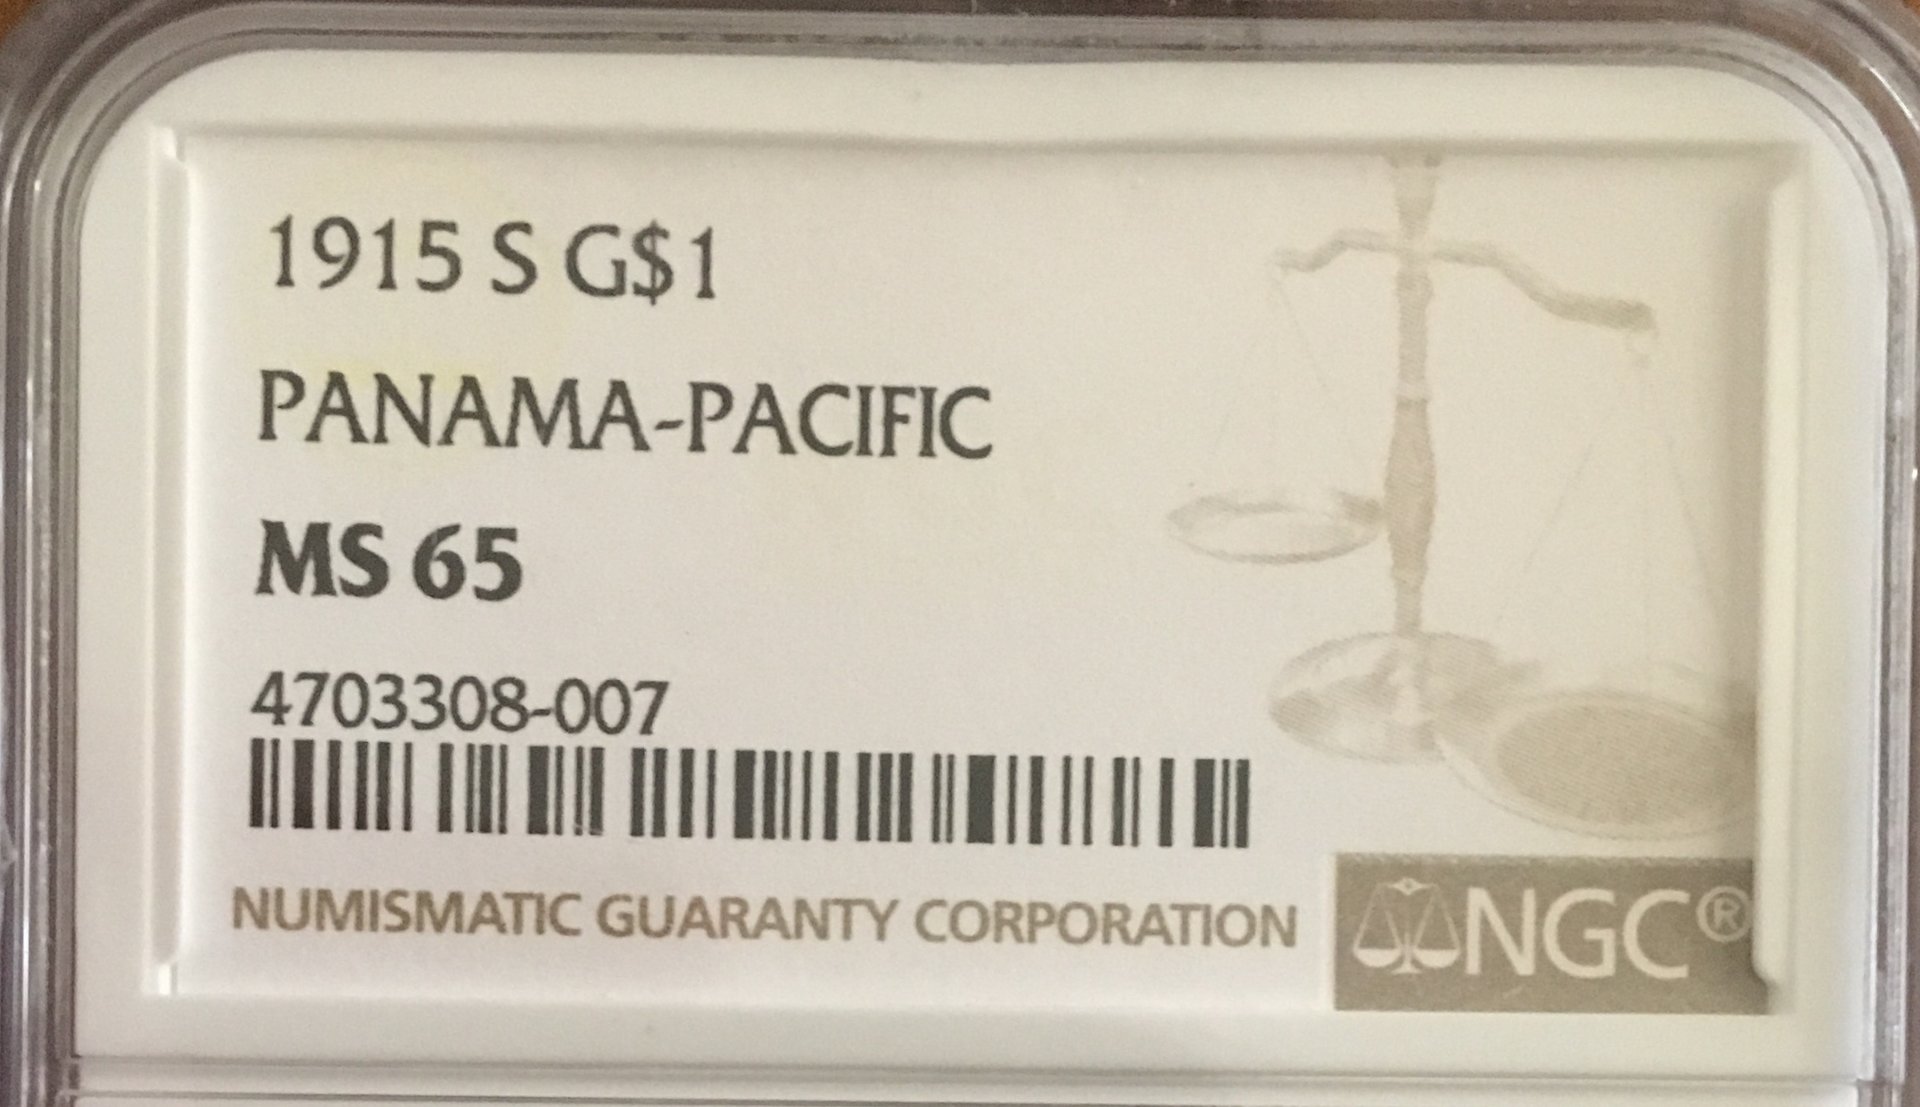 1915 S G$1
PANAMA-PACIFIC
MS 65
4703308-007
NUMISMATIC GUARANTY CORPORATION
NGC®